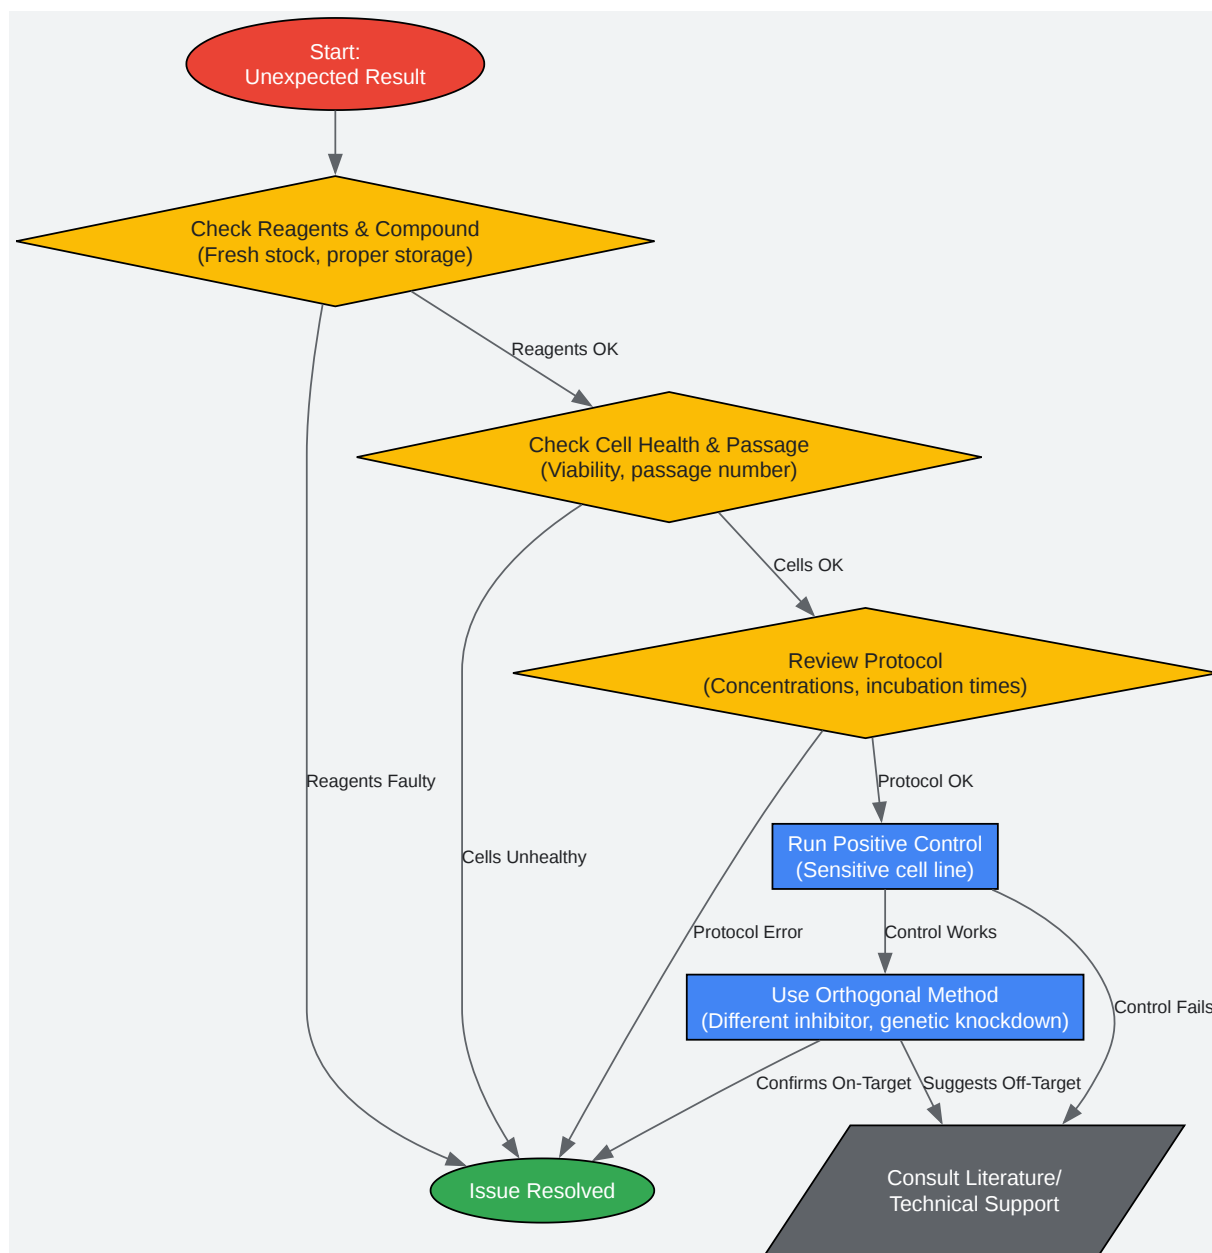 Start:
Unexpected Result
Check Reagents & Compound
(Fresh stock, proper storage)
Reagents OK
Check Cell Health & Passage
(Viability, passage number)
Cells OK
Review Protocol
(Concentrations, incubation times)
Reagents Faulty
Protocol OK
Run Positive Control
(Sensitive cell line)
Cells Unhealthy
Protocol Error
Control Works
Use Orthogonal Method
(Different inhibitor, genetic knockdown)
Control Fails
Confirms On-Target
Suggests Off-Target
Issue Resolved
Consult Literature/
Technical Support